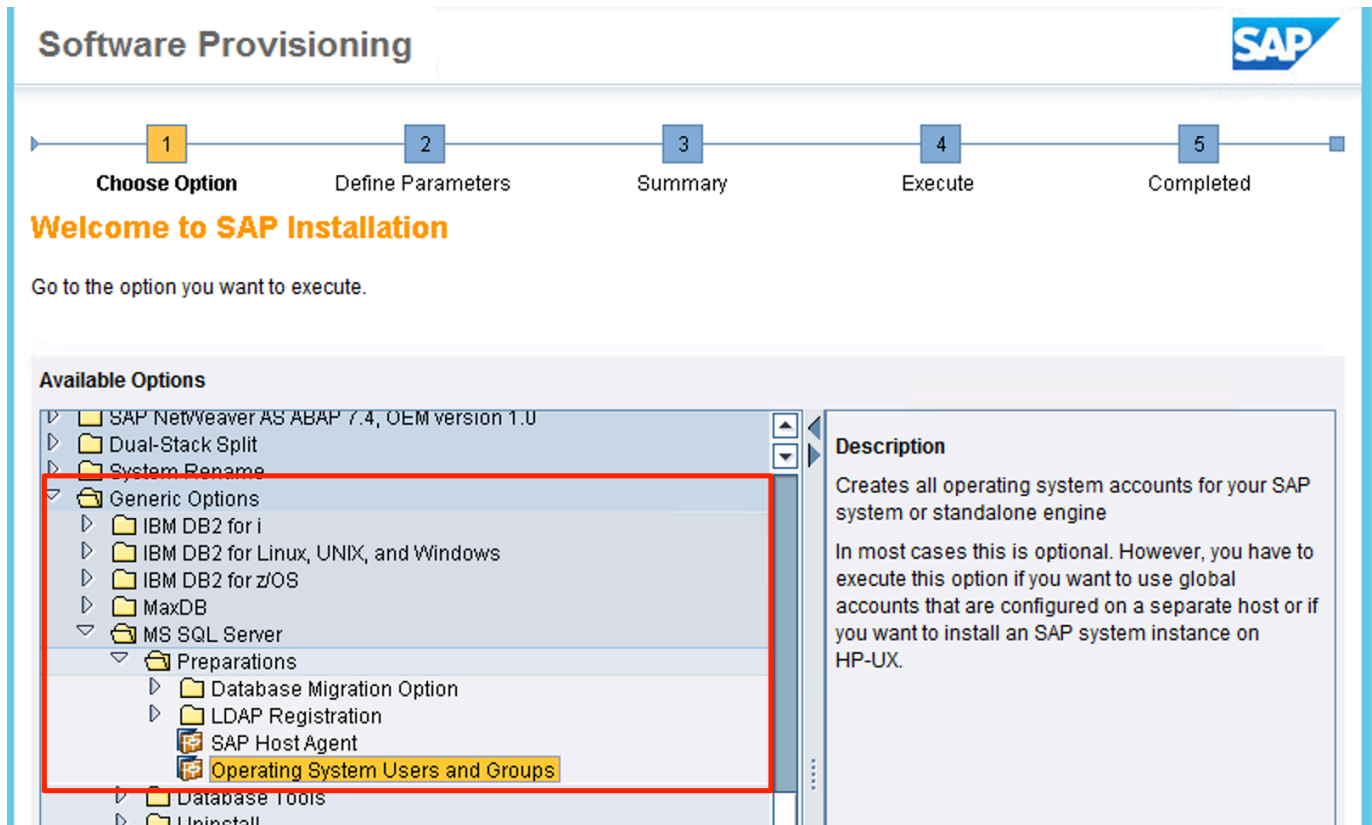 Software Provisioning
SAP
1
2
3
4
5
Choose Option
Define Parameters
Summary
Execute
Completed
Welcome to SAP Installation
Go to the option you want to execute.
Available Options
SAP NetWeaver AS ABAP 7.4, OEM version 1.0
Dual-Stack Split
System Rename
Generic Options
IBM DB2 for i
IBM DB2 for Linux, UNIX, and Windows
IBM DB2 for z/OS
MaxDB
MS SQL Server
Preparations
Database Migration Option
LDAP Registration
SAP Host Agent
Operating System Users and Groups
Database Tools
Uninstall
Description
Creates all operating system accounts for your SAP
system or standalone engine
In most cases this is optional. However, you have to
execute this option if you want to use global
accounts that are configured on a separate host or if
you want to install an SAP system instance on
HP-UX.